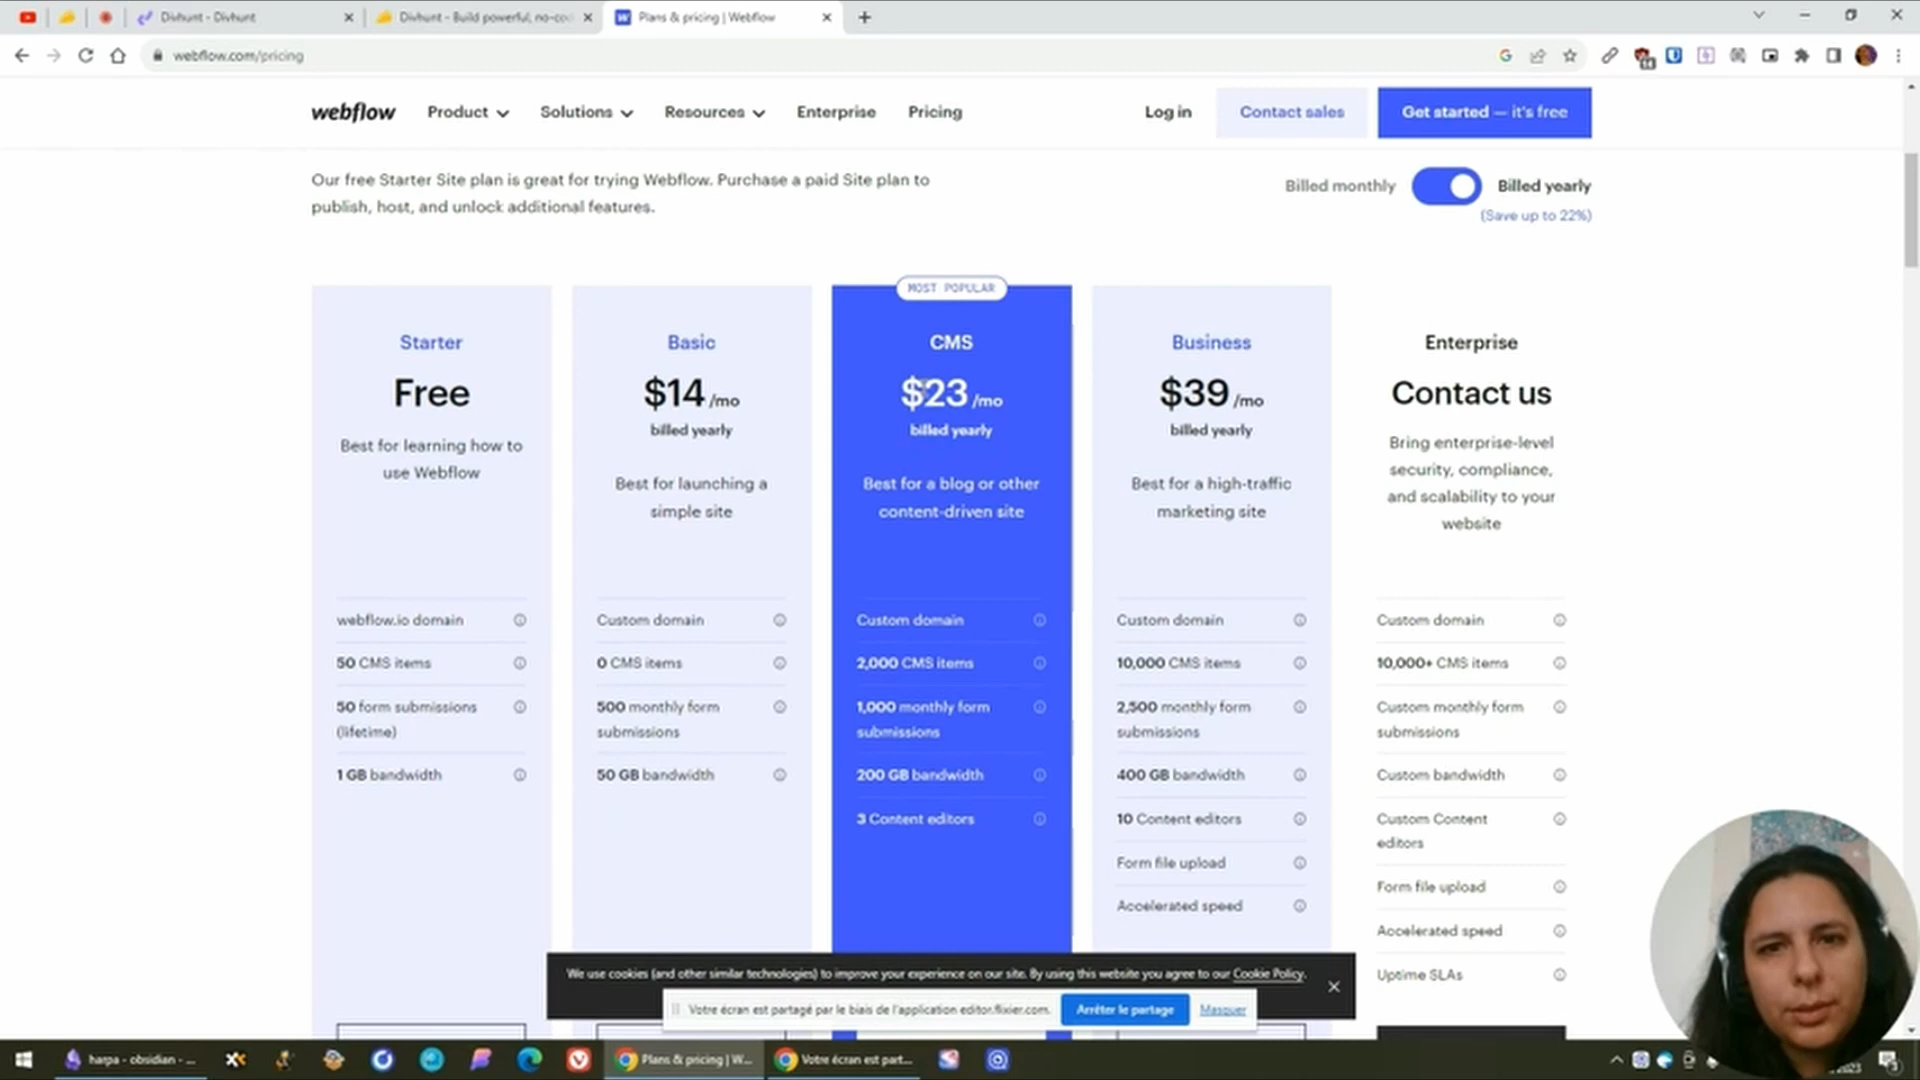 Divhunt - Divhunt
Divhunt - Build powerful, no-co
Plans & pricing | Webflow
webflow.com/pricing
webflow
Product
Solutions
Resources
Enterprise
Pricing
Log in
Contact sales
Get started — it's free
Our free Starter Site plan is great for trying Webflow. Purchase a paid Site plan to
publish, host, and unlock additional features.
Billed monthly
Billed yearly
(Save up to 22%)
Starter
Free
Best for learning how to
use Webflow
webflow.io domain
50 CMS items
50 form submissions
(lifetime)
1 GB bandwidth
Basic
$14 /mo
billed yearly
Best for launching a
simple site
Custom domain
0 CMS items
500 monthly form
submissions
50 GB bandwidth
MOST POPULAR
CMS
$23 /mo
billed yearly
Best for a blog or other
content-driven site
Custom domain
2,000 CMS items
1,000 monthly form
submissions
200 GB bandwidth
3 Content editors
Business
$39 /mo
billed yearly
Best for a high-traffic
marketing site
Custom domain
10,000 CMS items
2,500 monthly form
submissions
400 GB bandwidth
10 Content editors
Form file upload
Accelerated speed
Enterprise
Contact us
Bring enterprise-level
security, compliance,
and scalability to your
website
Custom domain
10,000+ CMS items
Custom monthly form
submissions
Custom bandwidth
Custom Content
editors
Form file upload
Accelerated speed
Uptime SLAs
We use cookies (and other similar technologies) to improve your experience on our site. By using this website you agree to our Cookie Policy.
Votre écran est partagé par le biais de l'application editor.flixier.com.
Arrêter le partage
Masquer
harpa - obsidian - ...
Plans & pricing | W...
Votre écran est part...